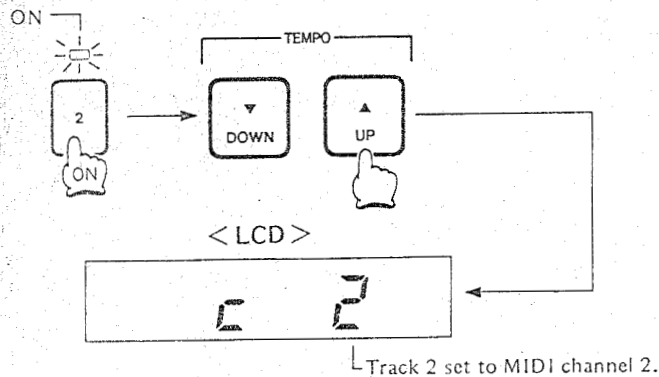 ON
TEMPO
2
ON
▼
DOWN
▲
UP
<LCD>
c 2
Track 2 set to MIDI channel 2.